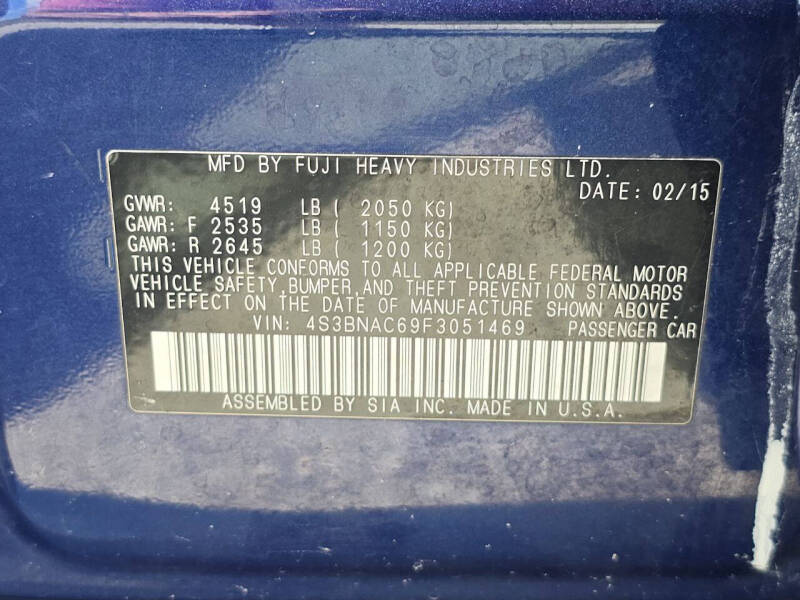 MFD BY FUJI HEAVY INDUSTRIES LTD.
DATE: 02/15
GVWR: 4519 LB ( 2050 KG)
GAWR: F 2535 LB ( 1150 KG)
GAWR: R 2645 LB ( 1200 KG)
THIS VEHICLE CONFORMS TO ALL APPLICABLE FEDERAL MOTOR
VEHICLE SAFETY,BUMPER,AND THEFT PREVENTION STANDARDS
IN EFFECT ON THE DATE OF MANUFACTURE SHOWN ABOVE.
VIN: 4S3BNAC69F3051469 PASSENGER CAR
ASSEMBLED BY SIA INC. MADE IN U.S.A.